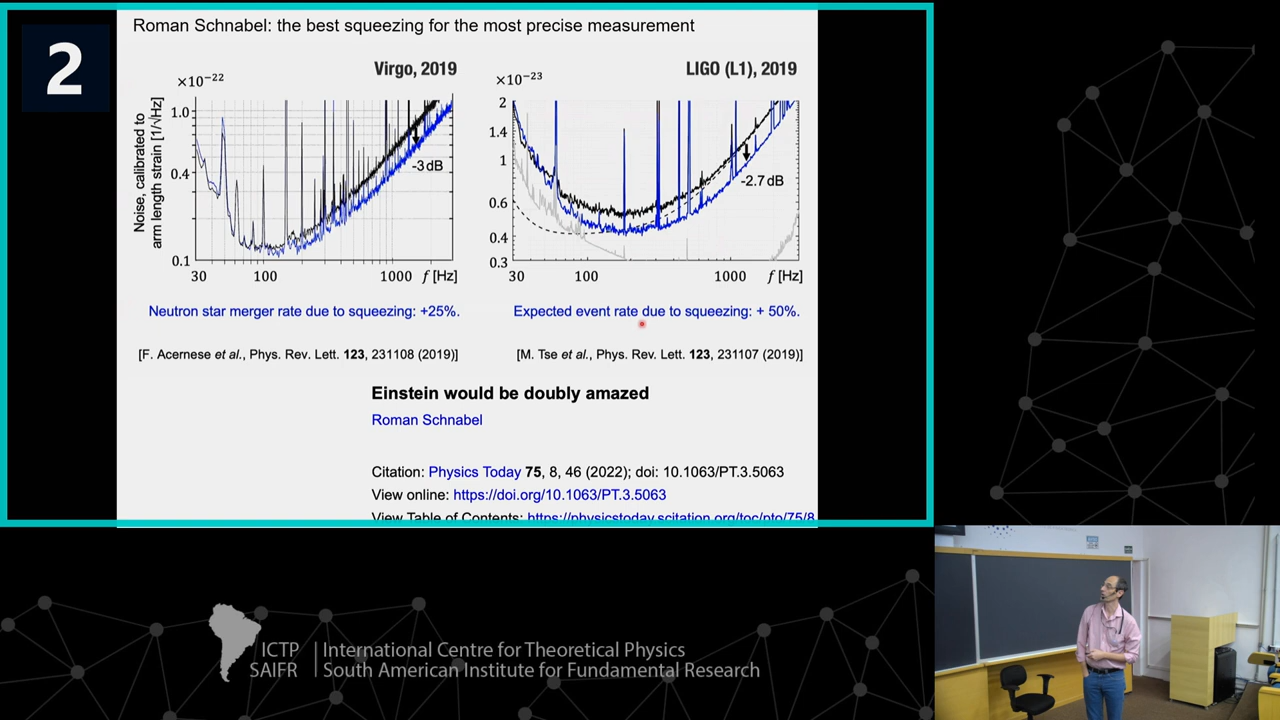 2
Roman Schnabel: the best squeezing for the most precise measurement
×10−22
Virgo, 2019
Noise, calibrated to
arm length strain [1/√Hz]
1.0
0.4
0.1
-3 dB
30
100
1000
f [Hz]
×10−23
LIGO (L1), 2019
2
1.4
1
0.6
0.4
0.3
-2.7 dB
30
100
1000
f [Hz]
Neutron star merger rate due to squeezing: +25%.
Expected event rate due to squeezing: + 50%.
[F. Acernese et al., Phys. Rev. Lett. 123, 231108 (2019)]
[M. Tse et al., Phys. Rev. Lett. 123, 231107 (2019)]
Einstein would be doubly amazed
Roman Schnabel
Citation: Physics Today 75, 8, 46 (2022); doi: 10.1063/PT.3.5063
View online: https://doi.org/10.1063/PT.3.5063
View Table of Contents: https://physicstoday.scitation.org/toc/pto/75/8
ICTP
SAIFR
International Centre for Theoretical Physics
South American Institute for Fundamental Research